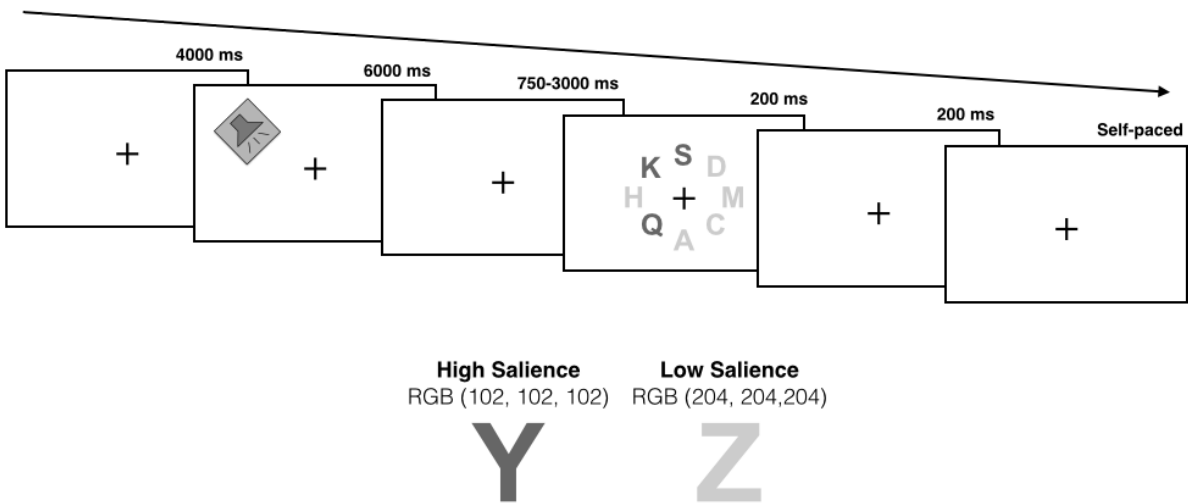 4000 ms
6000 ms
750-3000 ms
200 ms
200 ms
Self-paced
S
K D
H M
Q C
A
High Salience Low Salience
RGB (102, 102, 102) RGB (204, 204,204)
Y Z